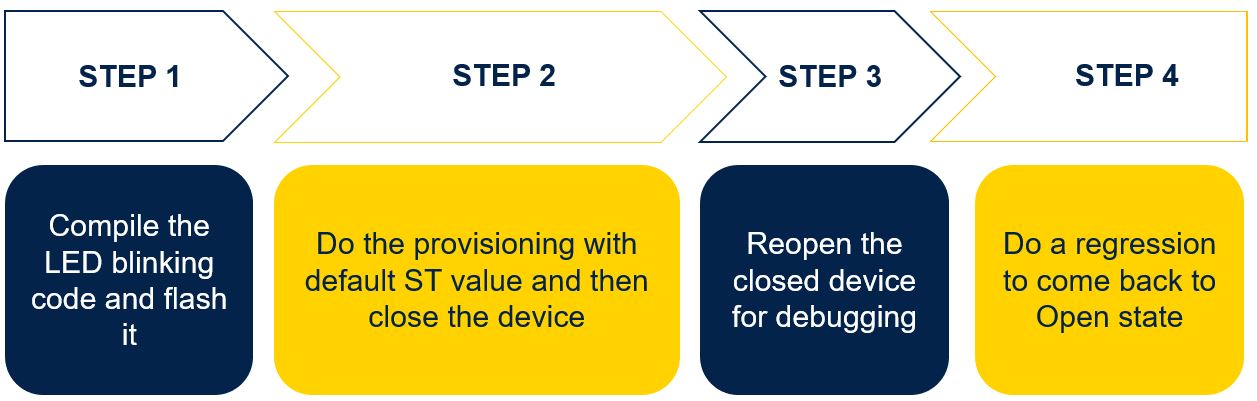 STEP 1
STEP 2
STEP 3
STEP 4
Compile the
LED blinking
code and flash
it
Do the provisioning with
default ST value and then
close the device
Reopen the
closed device
for debugging
Do a regression
to come back to
Open state